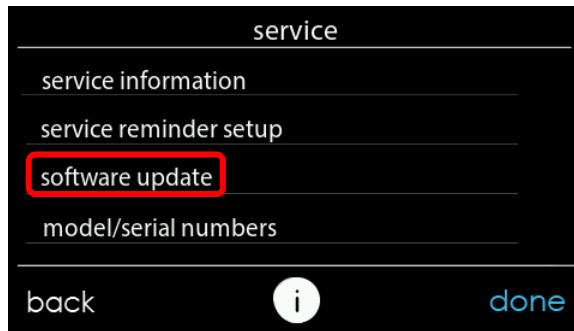 service
service information
service reminder setup
software update
model/serial numbers
back i done